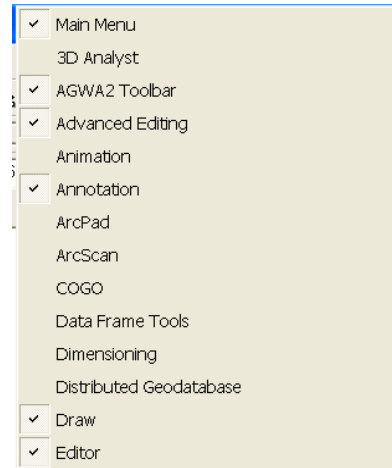 Main Menu
3D Analyst
AGWA2 Toolbar
Advanced Editing
Animation
Annotation
ArcPad
ArcScan
COGO
Data Frame Tools
Dimensioning
Distributed Geodatabase
Draw
Editor